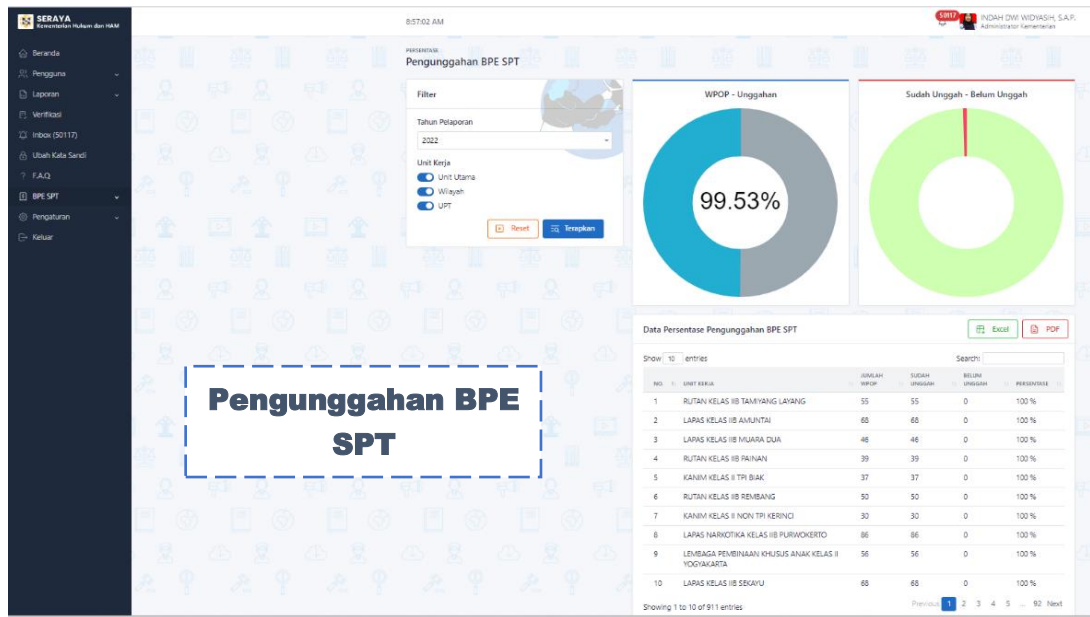 SERAYA
Kementerian Hukum dan HAM
8:57:02 AM
50117
INDAH DWI WIDYASIH, S.A.P.
Administrator Kementerian
Beranda
Pengguna
Laporan
Verifikasi
Inbox (50117)
Ubah Kata Sandi
F.A.Q
BPE SPT
Pengaturan
Keluar
PERSENTASE
Pengunggahan BPE SPT
Filter
Tahun Pelaporan
2022
Unit Kerja
Unit Utama
Wilayah
UPT
Reset
Terapkan
WPOP - Unggahan
99.53%
Sudah Unggah - Belum Unggah
Pengunggahan BPE
SPT
Data Persentase Pengunggahan BPE SPT
Excel
PDF
Show 10 entries
Search:
NO. UNIT KERJA JUMLAH WPOP SUDAH UNGGAH BELUM UNGGAH PERSENTASE
1 RUTAN KELAS IIB TAMIYANG LAYANG 55 55 0 100 %
2 LAPAS KELAS IIB AMUNTAI 68 68 0 100 %
3 LAPAS KELAS IIB MUARA DUA 46 46 0 100 %
4 RUTAN KELAS IIB PAINAN 39 39 0 100 %
5 KANIM KELAS II TPI BIAK 37 37 0 100 %
6 RUTAN KELAS IIB REMBANG 50 50 0 100 %
7 KANIM KELAS II NON TPI KERINCI 30 30 0 100 %
8 LAPAS NARKOTIKA KELAS IIB PURWOKERTO 86 86 0 100 %
9 LEMBAGA PEMBINAAN KHUSUS ANAK KELAS II 56 56 0 100 %
YOGYAKARTA
10 LAPAS KELAS IIB SEKAYU 68 68 0 100 %
Showing 1 to 10 of 911 entries
Previous 1 2 3 4 5 ... 92 Next